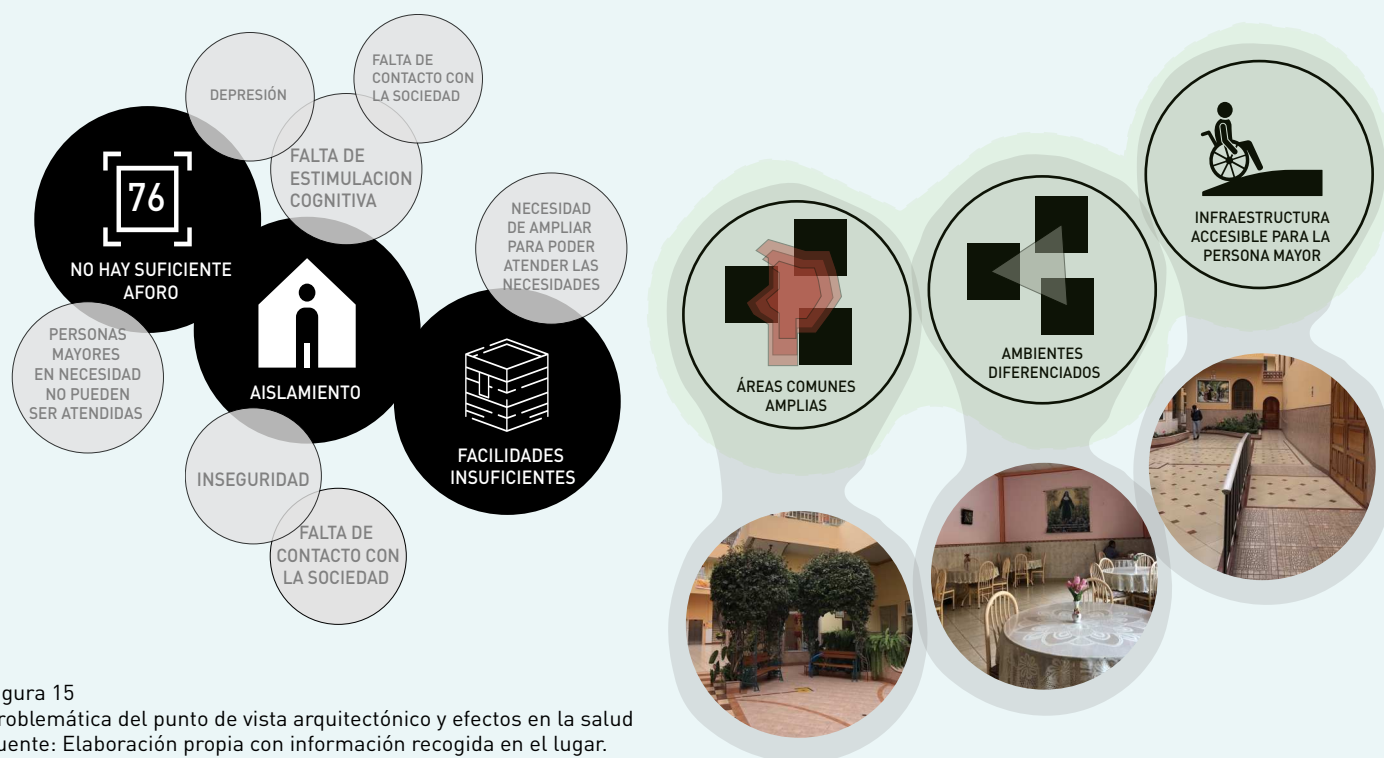 DEPRESIÓN
FALTA DE
CONTACTO CON
LA SOCIEDAD
FALTA DE
ESTIMULACION
COGNITIVA
76
NO HAY SUFICIENTE
AFORO
NECESIDAD
DE AMPLIAR
PARA PODER
ATENDER LAS
NECESIDADES
PERSONAS
MAYORES
EN NECESIDAD
NO PUEDEN
SER ATENDIDAS
AISLAMIENTO
FACILIDADES
INSUFICIENTES
INSEGURIDAD
FALTA DE
CONTACTO CON
LA SOCIEDAD
ÁREAS COMUNES
AMPLIAS
AMBIENTES
DIFERENCIADOS
INFRAESTRUCTURA
ACCESIBLE PARA LA
PERSONA MAYOR
gura 15
roblemática del punto de vista arquitectónico y efectos en la salud
uente: Elaboración propia con información recogida en el lugar.